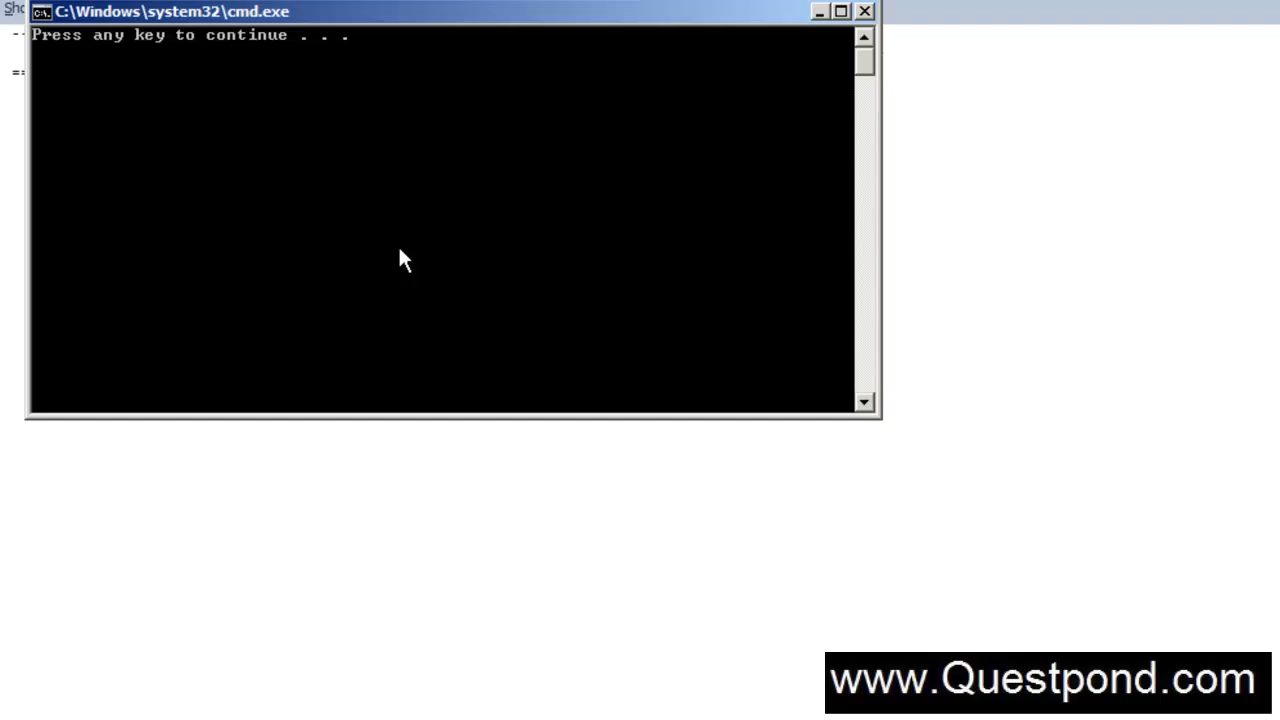 C:\Windows\system32\cmd.exe
Press any key to continue . . .
www.Questpond.com